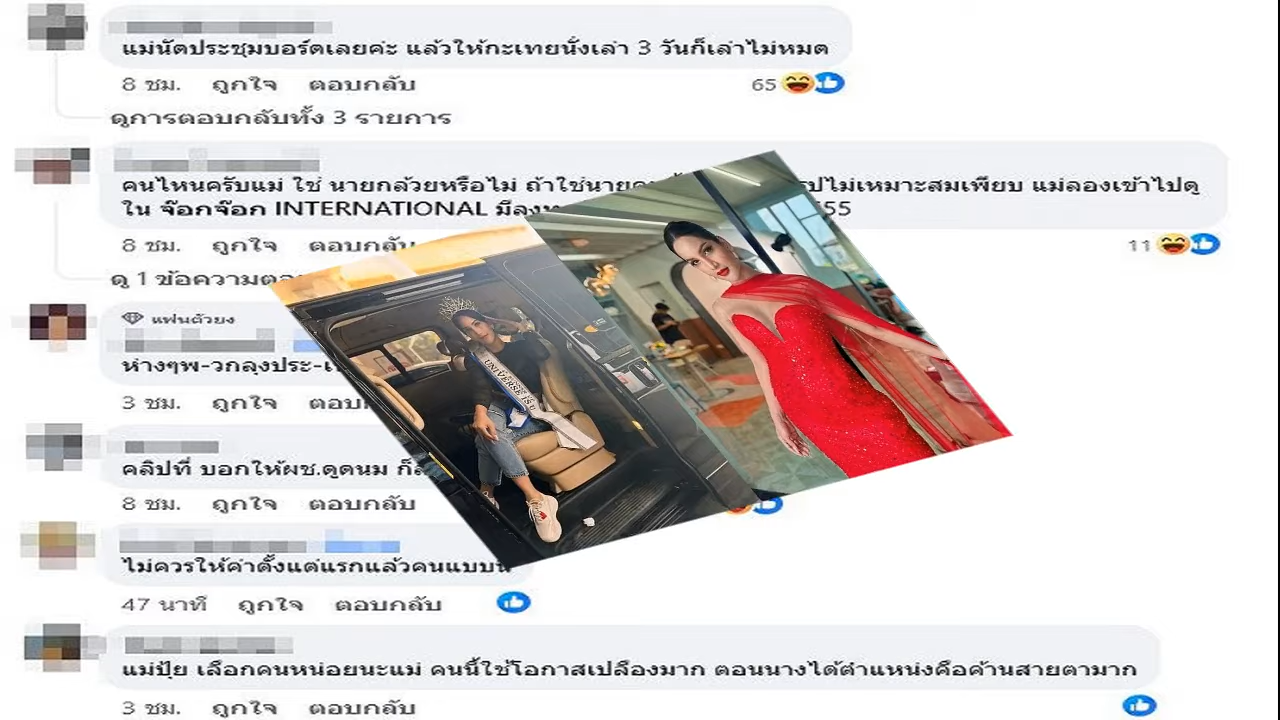 แม่นัดประชุมบอร์ดเลยค่ะ แล้วให้กะเทยนั่งเล่า 3 วันก็เล่าไม่หมด
8 ชม. ถูกใจ ตอบกลับ 65
ดูการตอบกลับทั้ง 3 รายการ
คนไหนครับแม่ ใช่ นายกล้วยหรือไม่ ถ้าใช่นาย รูปไม่เหมาะสมเพียบ แม่ลองเข้าไปดู
ใน จ๊อกจ๊อก INTERNATIONAL มีลง 55
8 ชม. ถูกใจ ตอบกลับ 11
ดู 1 ข้อความตอ
แฟนตัวยง
ห่างๆพ-วกลุงประ-
3 ชม. ถูกใจ ตอบ
คลิปที่ บอกให้ผช.ดูดนม
8 ชม. ถูกใจ ตอบกลับ
ไม่ควรให้ค่าตั้งแต่แรกแล้วคนแบบนี้
47 นาที ถูกใจ ตอบกลับ
แม่ปุ้ย เลือกคนหน่อยนะแม่ คนนี้ใช้โอกาสเปลืองมาก ตอนนางได้ตำแหน่งคือค้านสายตามาก
3 ชม. ถูกใจ ตอบกลับ